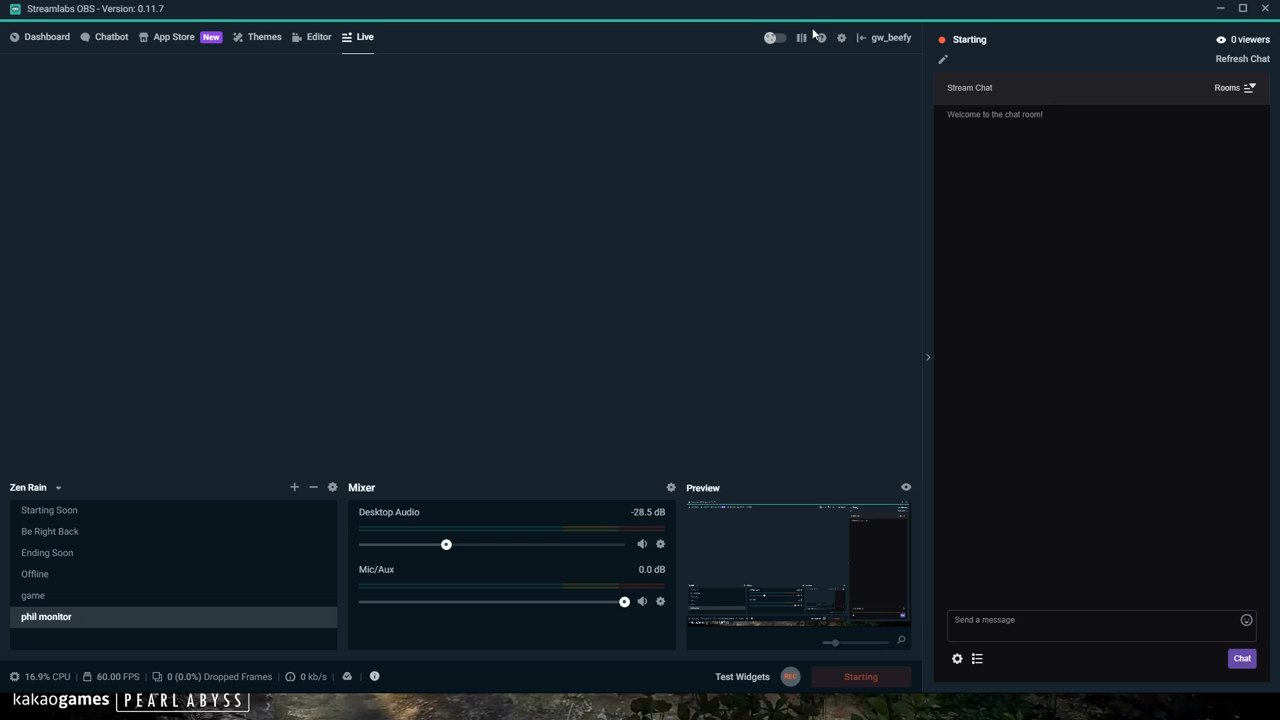 Streamlabs OBS - Version: 0.11.7
Dashboard Chatbot App Store New Themes Editor Live gw_beefy
Starting 0 viewers
Refresh Chat
Stream Chat Rooms
Welcome to the chat room!
Zen Rain
Starting Soon
Be Right Back
Ending Soon
Offline
game
phil monitor
Mixer
Desktop Audio -28.5 dB
Mic/Aux 0.0 dB
Preview
Send a message
Chat
16.9% CPU 60.00 FPS 0 (0.0%) Dropped Frames 0 kb/s Test Widgets REC Starting
kakaogames PEARL ABYSS